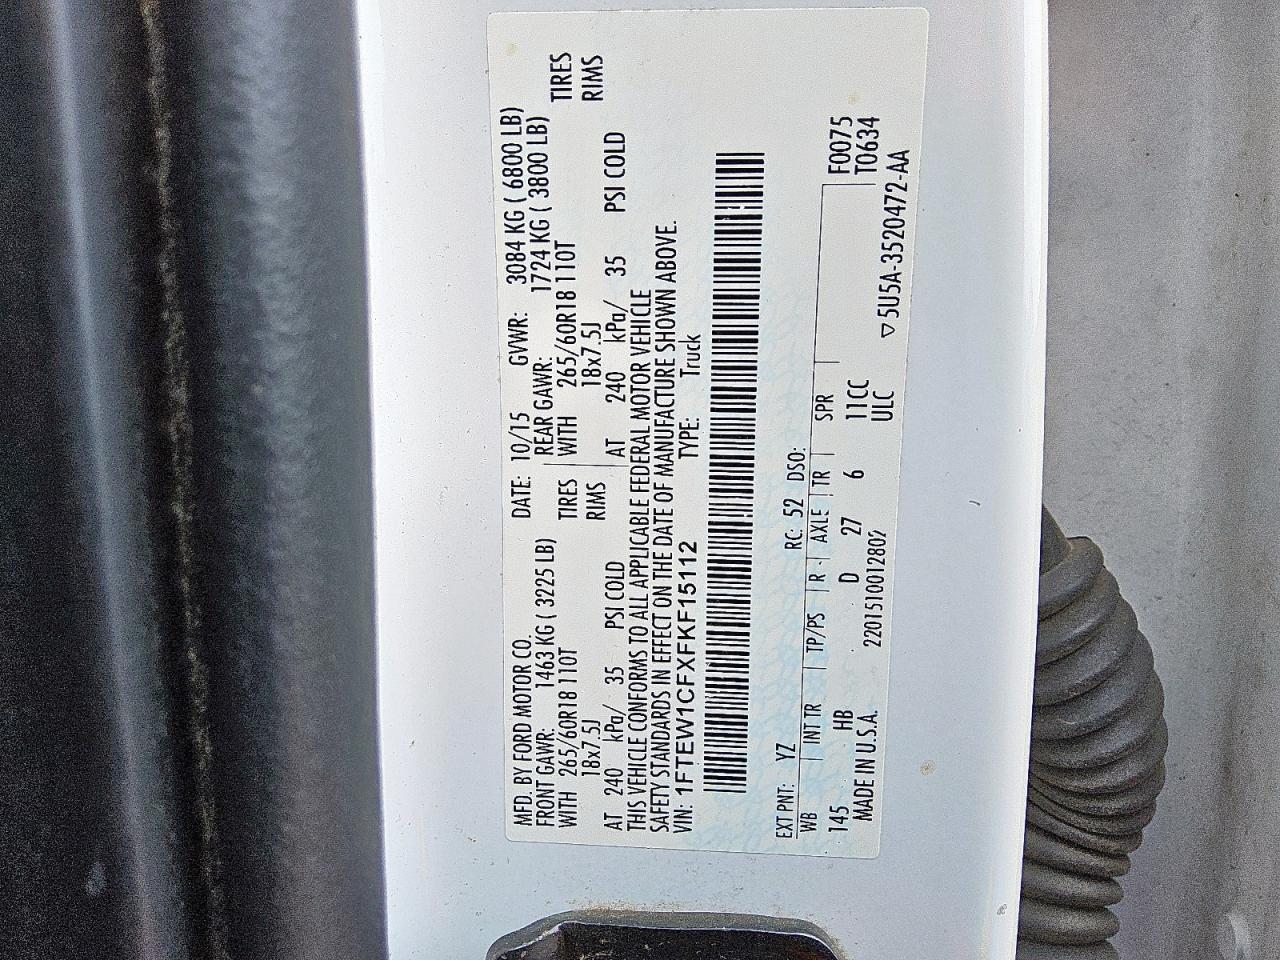 MFD. BY FORD MOTOR CO. DATE: 10/15 GVWR: 3084 KG ( 6800 LB)
FRONT GAWR: 1463 KG ( 3225 LB) REAR GAWR: 1724 KG ( 3800 LB)
WITH 265/60R18 110T TIRES WITH 265/60R18 110T TIRES
18x7.5J RIMS 18x7.5J RIMS
AT 240 kPa/ 35 PSI COLD AT 240 kPa/ 35 PSI COLD
THIS VEHICLE CONFORMS TO ALL APPLICABLE FEDERAL MOTOR VEHICLE
SAFETY STANDARDS IN EFFECT ON THE DATE OF MANUFACTURE SHOWN ABOVE.
VIN: 1FTEW1CFXFKF15112 TYPE: Truck
EXT PNT: YZ RC: 52 DSO:
WB INT TR TP/PS R AXLE TR SPR F0075
145 HB D 27 6 11CC T0634
MADE IN U.S.A. ULC
▽5U5A-3520472-AA